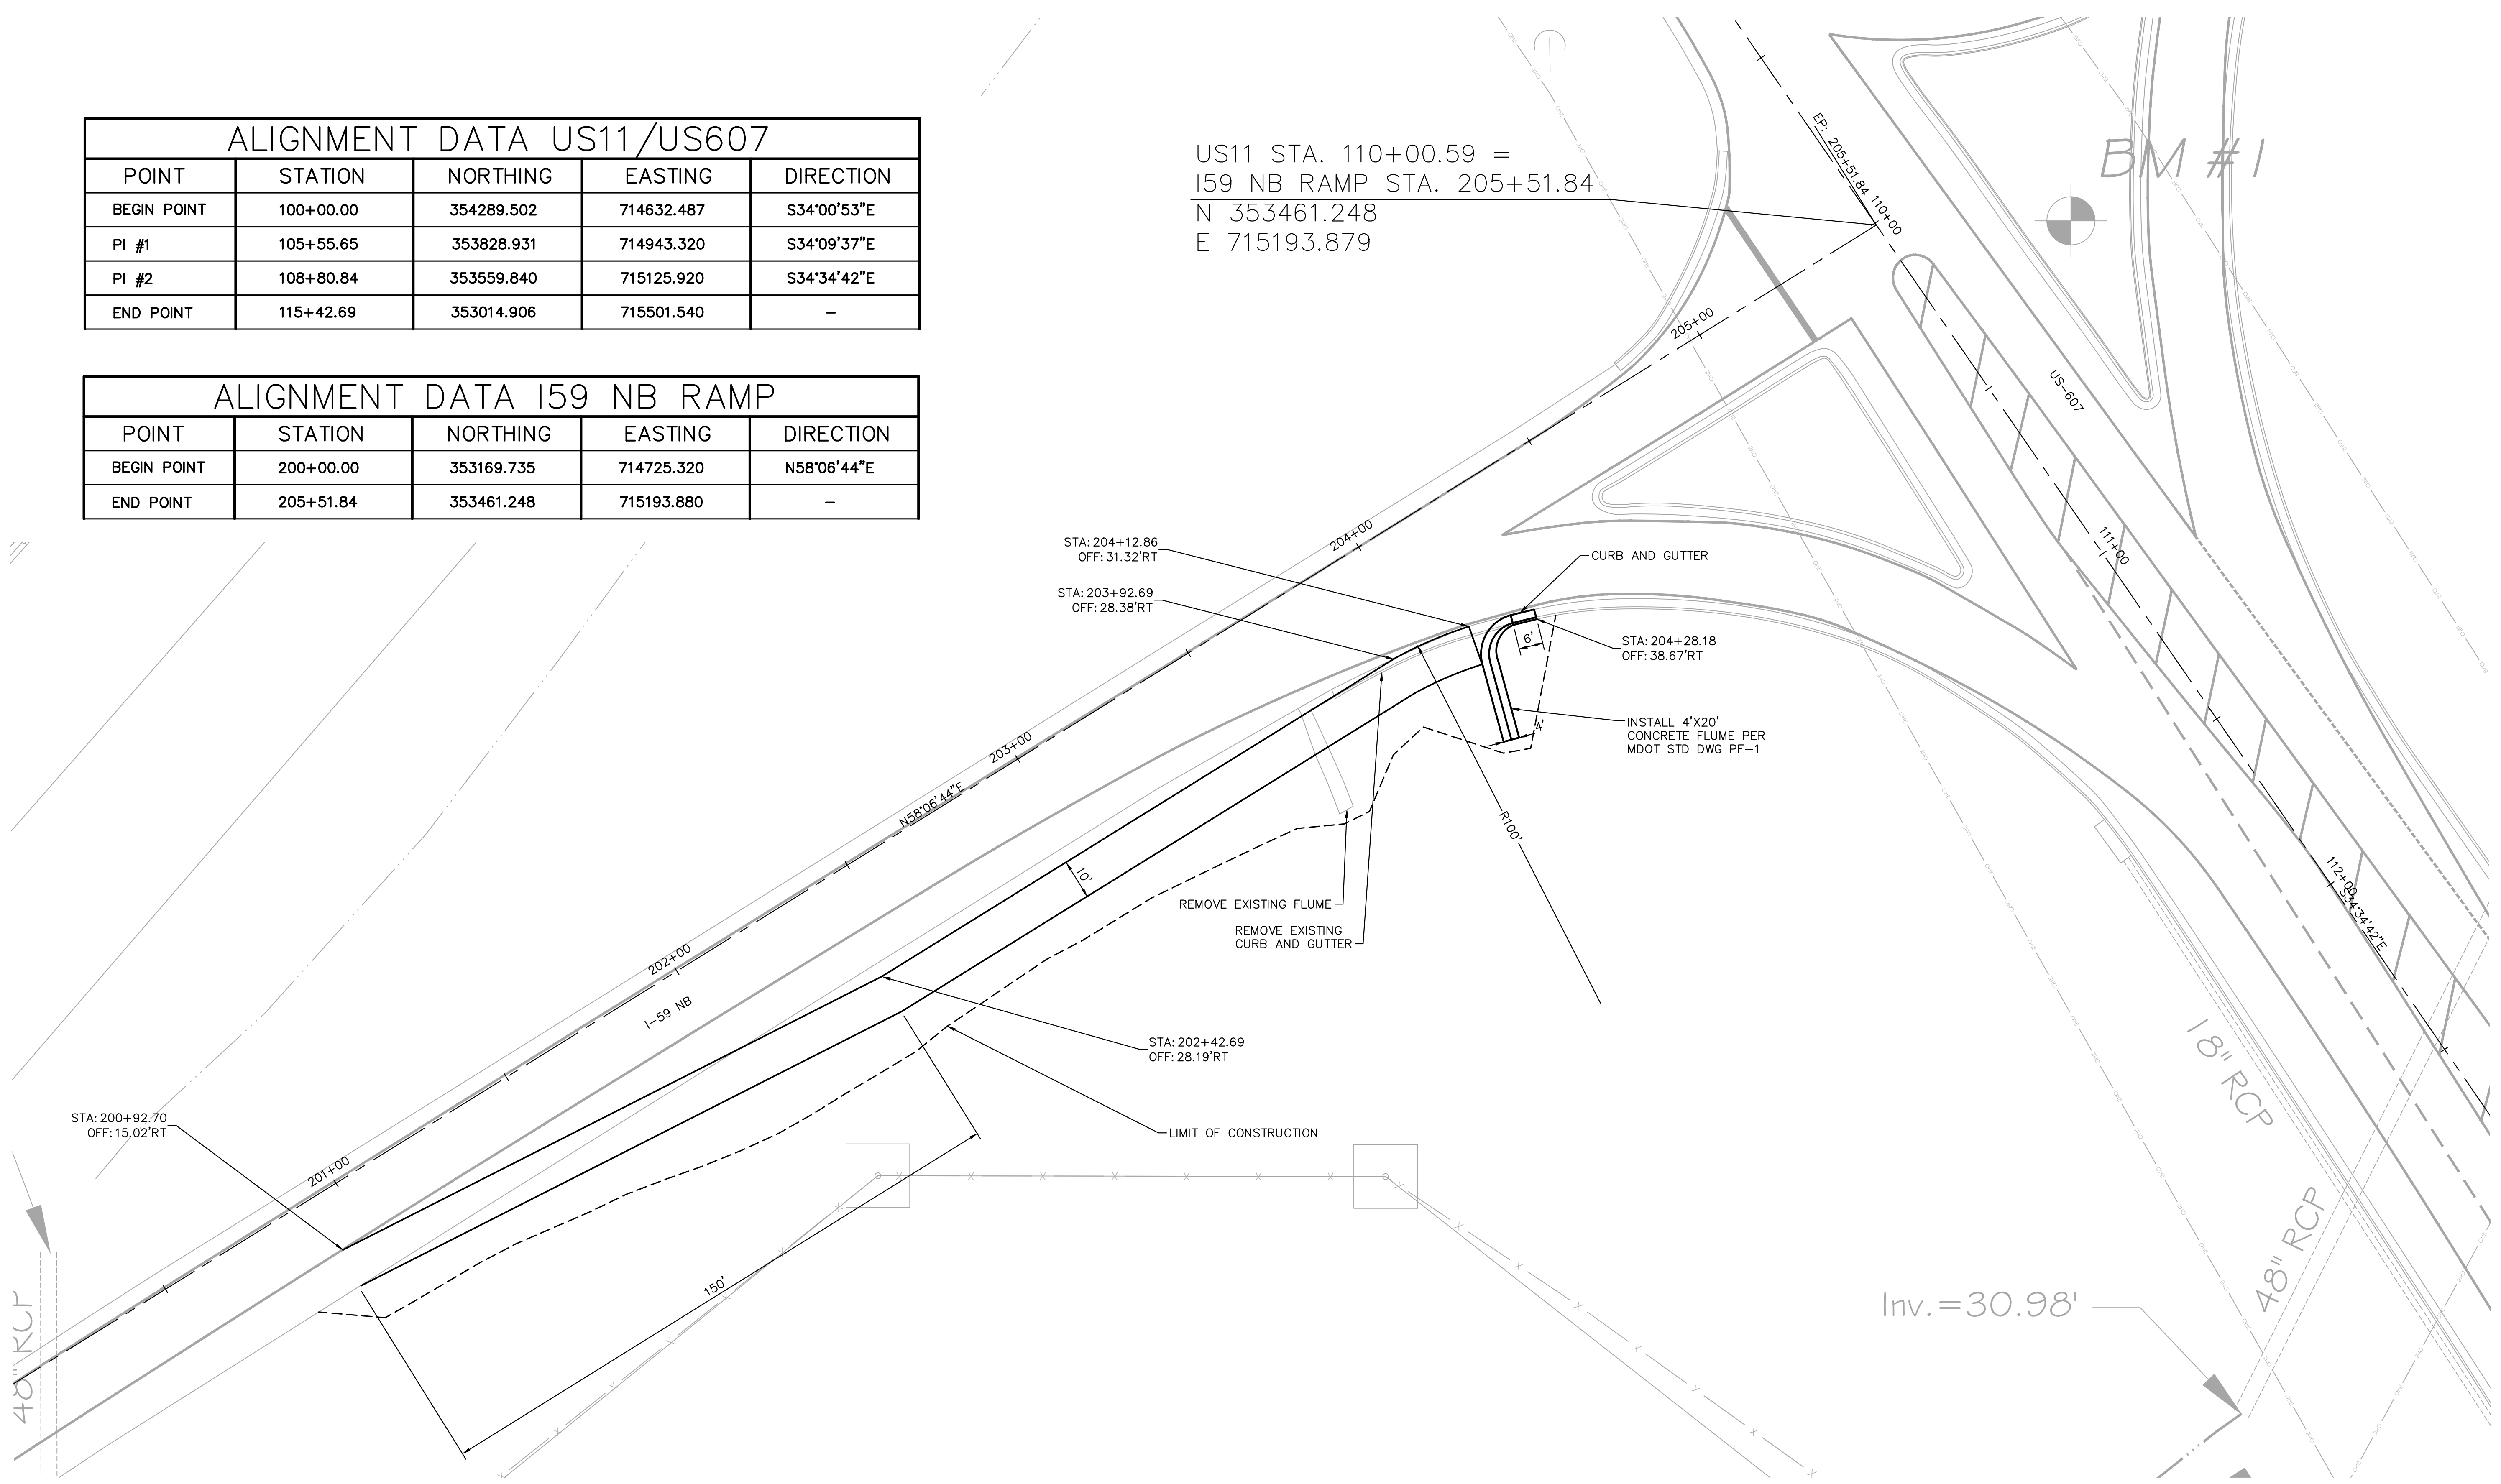 ALIGNMENT DATA US11/US607
POINT STATION NORTHING EASTING DIRECTION
BEGIN POINT 100+00.00 354289.502 714632.487 S34°00'53"E
PI #1 105+55.65 353828.931 714943.320 S34°09'37"E
PI #2 108+80.84 353559.840 715125.920 S34°34'42"E
END POINT 115+42.69 353014.906 715501.540 –
ALIGNMENT DATA I59 NB RAMP
POINT STATION NORTHING EASTING DIRECTION
BEGIN POINT 200+00.00 353169.735 714725.320 N58°06'44"E
END POINT 205+51.84 353461.248 715193.880 –
US11 STA. 110+00.59 =
I59 NB RAMP STA. 205+51.84
N 353461.248
E 715193.879
EP: 205+51.84
110+00
BM #1
205+00
US-607
111+00
204+00
STA: 204+12.86
OFF: 31.32'RT
CURB AND GUTTER
STA: 203+92.69
OFF: 28.38'RT
6'
STA: 204+28.18
OFF: 38.67'RT
INSTALL 4'X20'
CONCRETE FLUME PER
MDOT STD DWG PF-1
4'
203+00
N58°06'44"E
R100'
10'
REMOVE EXISTING FLUME
REMOVE EXISTING
CURB AND GUTTER
112+00
S34°34'42"E
202+00
I-59 NB
STA: 202+42.69
OFF: 28.19'RT
18" RCP
LIMIT OF CONSTRUCTION
STA: 200+92.70
OFF: 15.02'RT
201+00
150'
48" RCP
48" RCP
Inv.=30.98'